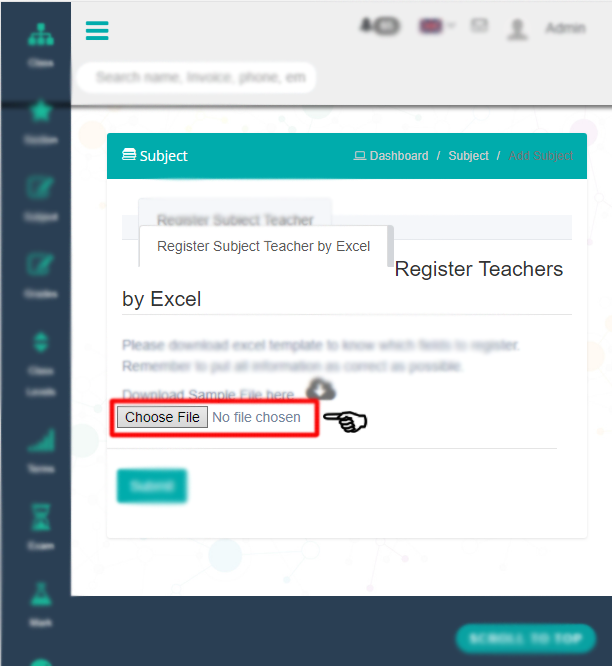 Class
Admin
Search name, Invoice, phone, em
Subject
Dashboard / Subject / Add Subject
Register Subject Teacher
Register Subject Teacher by Excel
Register Teachers
by Excel
Grades
Please download excel template to know which fields to register.
Remember to put all information as correct as possible.
Class
Levels
Download Sample File here
Choose File No file chosen
Terms
Submit
Exam
Mark
SCROLL TO TOP